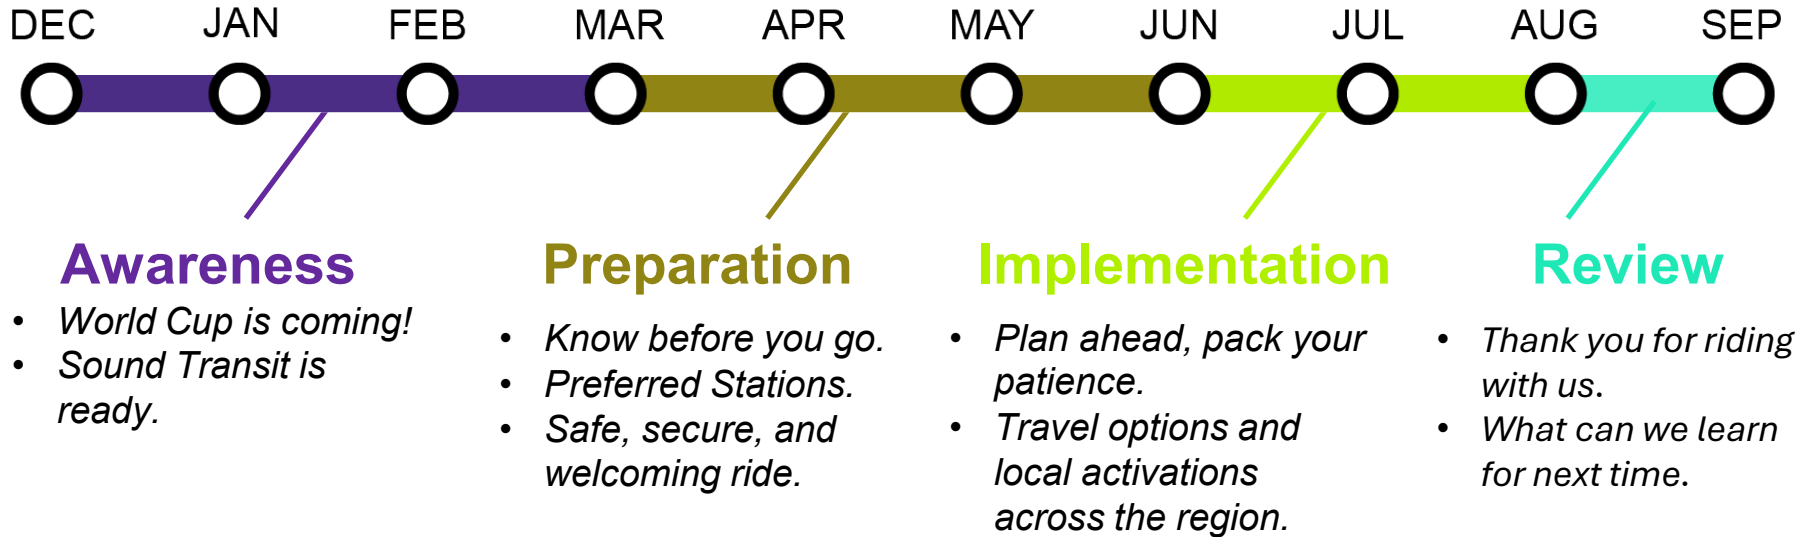 DEC JAN FEB MAR APR MAY JUN JUL AUG SEP
Awareness
• World Cup is coming!
• Sound Transit is
ready.
Preparation
• Know before you go.
• Preferred Stations.
• Safe, secure, and
welcoming ride.
Implementation
• Plan ahead, pack your
patience.
• Travel options and
local activations
across the region.
Review
• Thank you for riding
with us.
• What can we learn
for next time.